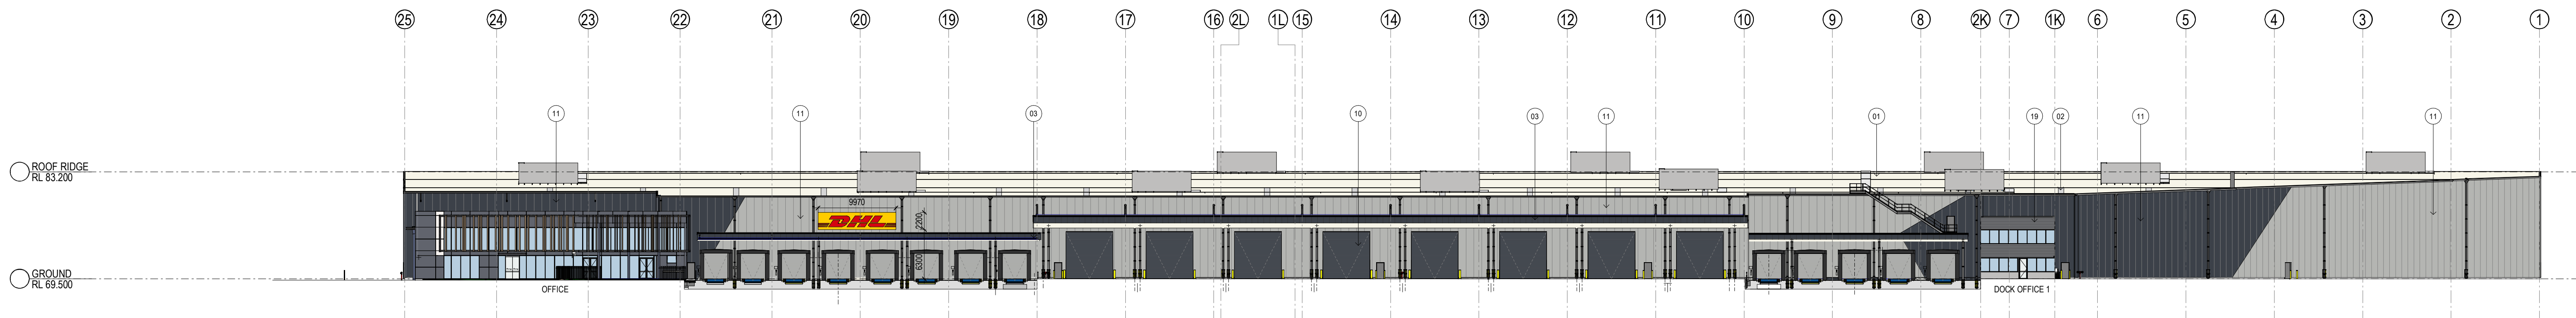 25 24 23 22 21 20 19 18 17 16 2L 1L 15 14 13 12 11 10 9 8 2K 7 1K 6 5 4 3 2 1
11 11 03 10 03 11 01 19 02 11 11
ROOF RIDGE
RL 83.200
9970
DHL
2200
6300
GROUND
RL 69.500
OFFICE
DOCK OFFICE 1